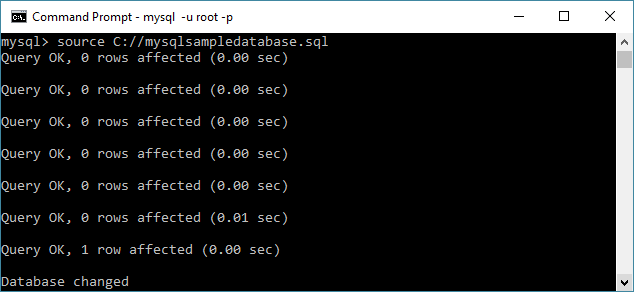 Command Prompt - mysql -u root -p
mysql> source C://mysqlsampledatabase.sql
Query OK, 0 rows affected (0.00 sec)
Query OK, 0 rows affected (0.00 sec)
Query OK, 0 rows affected (0.00 sec)
Query OK, 0 rows affected (0.00 sec)
Query OK, 0 rows affected (0.00 sec)
Query OK, 0 rows affected (0.01 sec)
Query OK, 1 row affected (0.00 sec)
Database changed